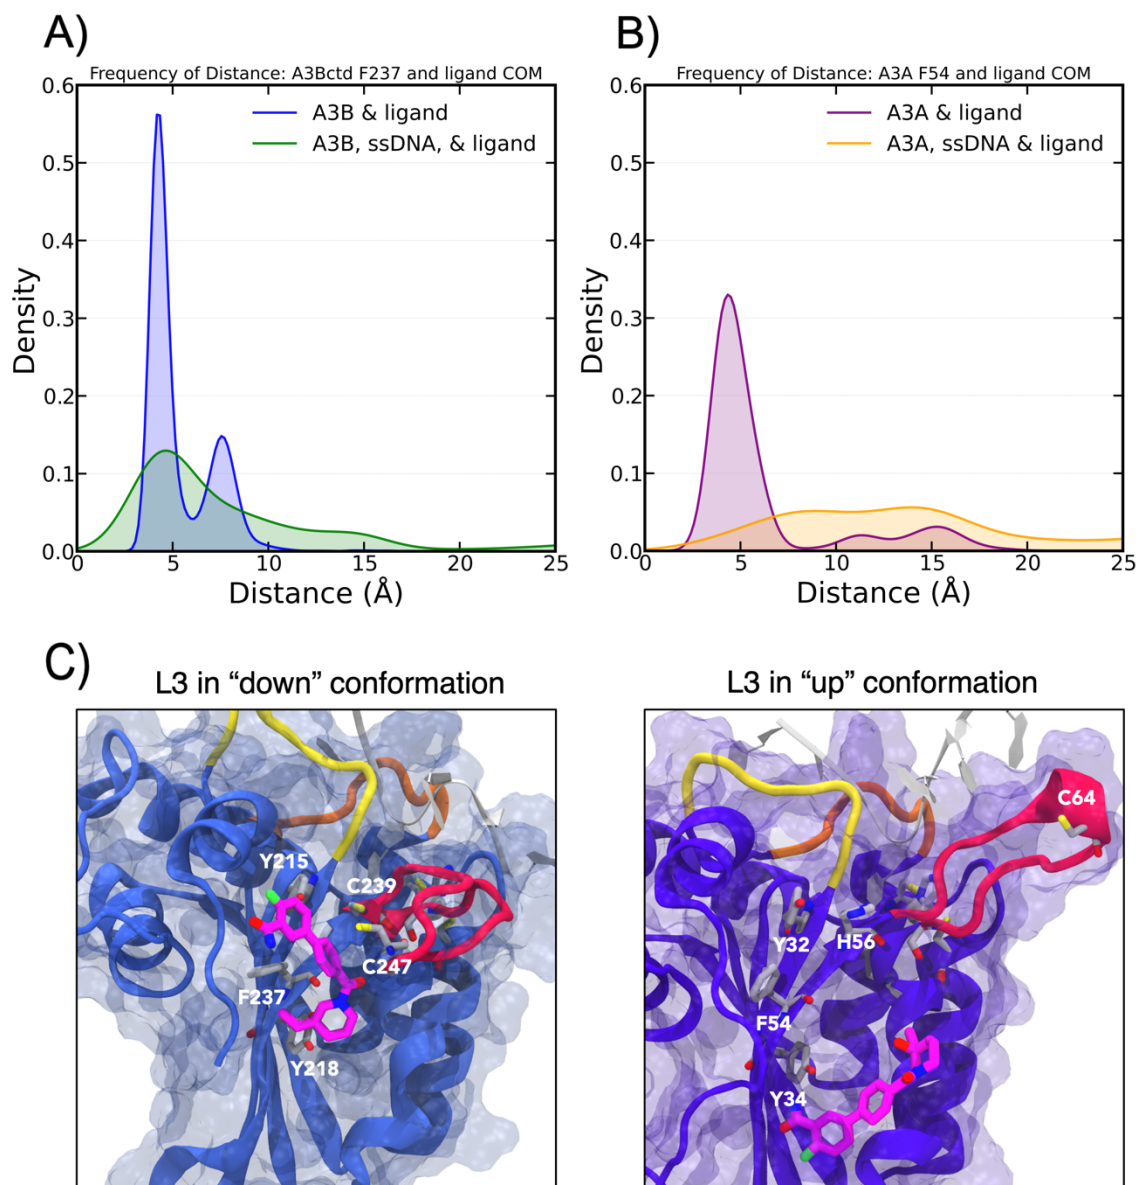 A)
Frequency of Distance: A3Bctd F237 and ligand COM
0.6
0.5
0.4
0.3
0.2
0.1
0.0
Density
A3B & ligand
A3B, ssDNA, & ligand
0
5
10
15
20
25
Distance (Å)
B)
Frequency of Distance: A3A F54 and ligand COM
0.6
0.5
0.4
0.3
0.2
0.1
0.0
Density
A3A & ligand
A3A, ssDNA & ligand
0
5
10
15
20
25
Distance (Å)
C)
L3 in “down” conformation
Y215
C239
C247
F237
Y218
L3 in “up” conformation
C64
Y32
H56
F54
Y34